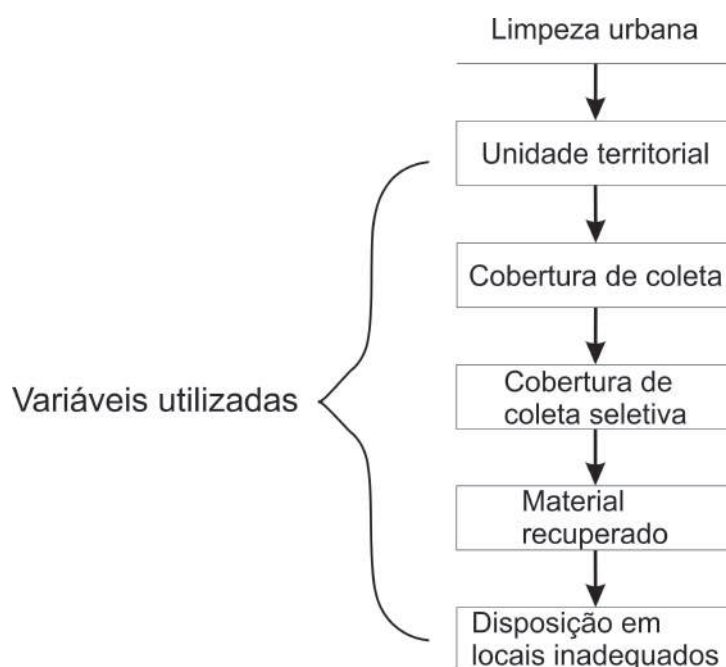 Limpeza urbana
Unidade territorial
Cobertura de coleta
Cobertura de
coleta seletiva
Variáveis utilizadas
Material
recuperado
Disposição em
locais inadequados